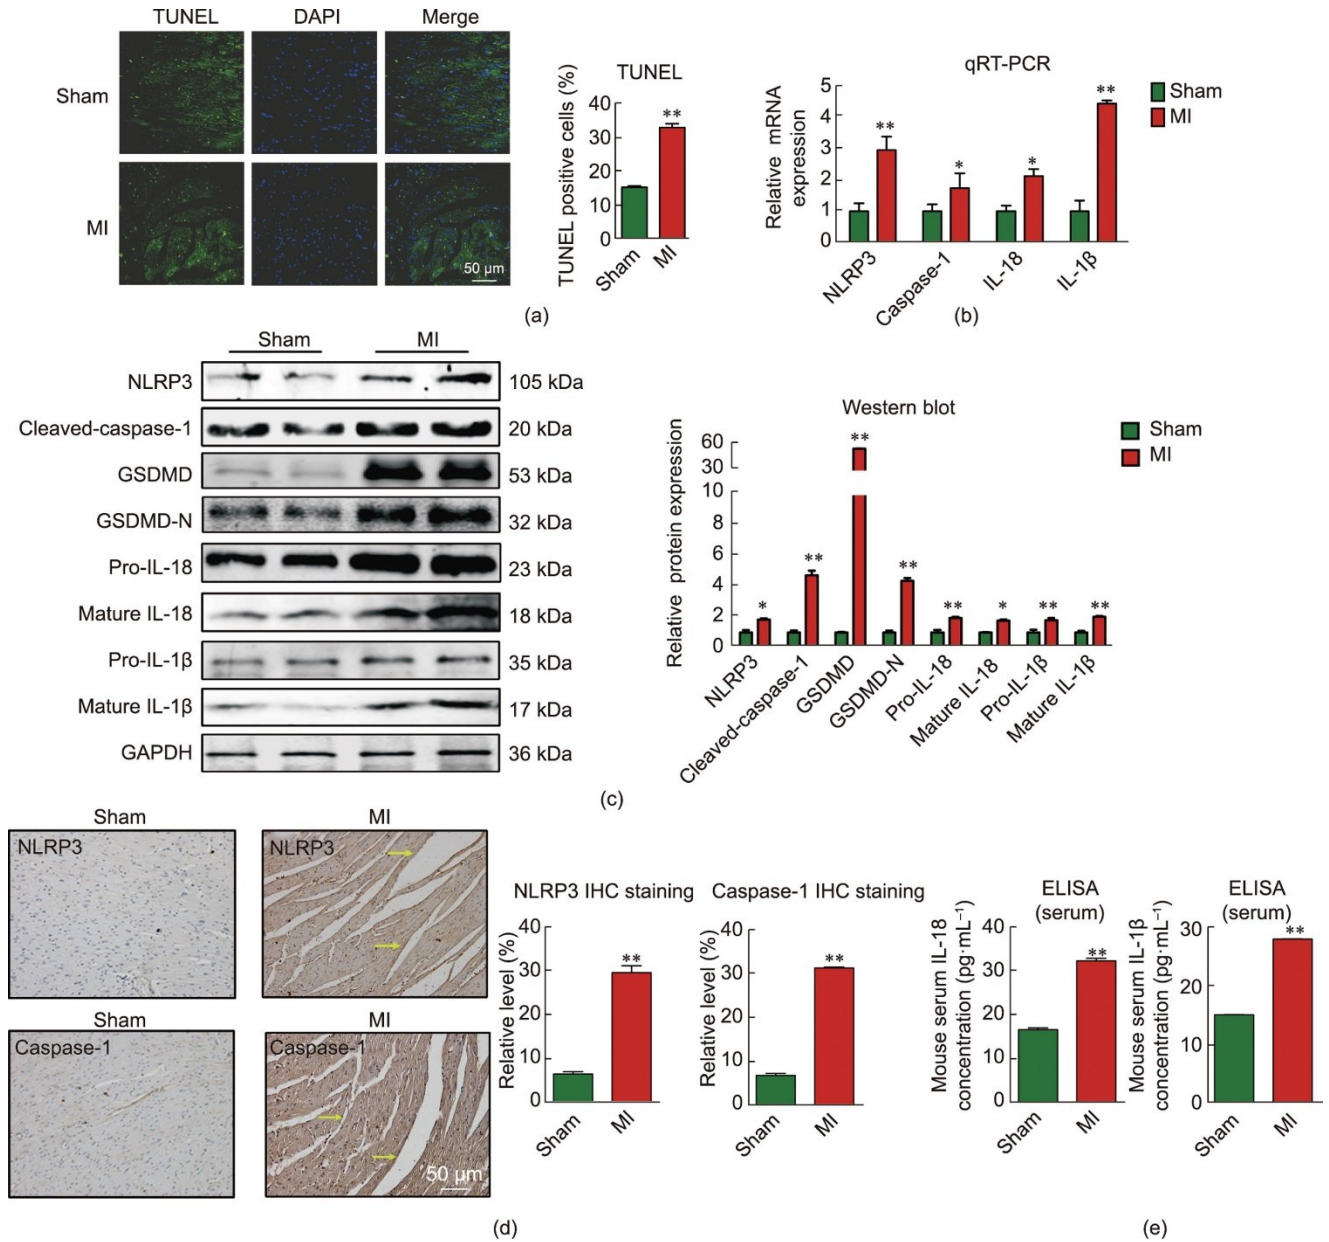 TUNEL DAPI Merge
Sham
MI
50 μm
TUNEL
TUNEL positive cells (%)
40
30
20
10
0
**
Sham MI
(a)
qRT-PCR
Relative mRNA
expression
5
4
3
2
1
0
** * * **
NLRP3 Caspase-1 IL-18 IL-1β
Sham
MI
(b)
Sham MI
NLRP3 105 kDa
Cleaved-caspase-1 20 kDa
GSDMD 53 kDa
GSDMD-N 32 kDa
Pro-IL-18 23 kDa
Mature IL-18 18 kDa
Pro-IL-1β 35 kDa
Mature IL-1β 17 kDa
GAPDH 36 kDa
Western blot
Relative protein expression
60
30
10
8
6
4
2
0
* ** ** ** ** * ** **
NLRP3 Cleaved-caspase-1 GSDMD GSDMD-N Pro-IL-18 Mature IL-18 Pro-IL-1β Mature IL-1β
Sham
MI
(c)
Sham MI
NLRP3 NLRP3
Sham MI
Caspase-1 Caspase-1
50 μm
NLRP3 IHC staining
Relative level (%)
40
30
20
10
0
**
Sham MI
Caspase-1 IHC staining
Relative level (%)
40
30
20
10
0
**
Sham MI
(d)
ELISA
(serum)
Mouse serum IL-18
concentration (pg·mL⁻¹)
40
30
20
10
0
**
Sham MI
ELISA
(serum)
Mouse serum IL-1β
concentration (pg·mL⁻¹)
30
20
10
0
**
Sham MI
(e)